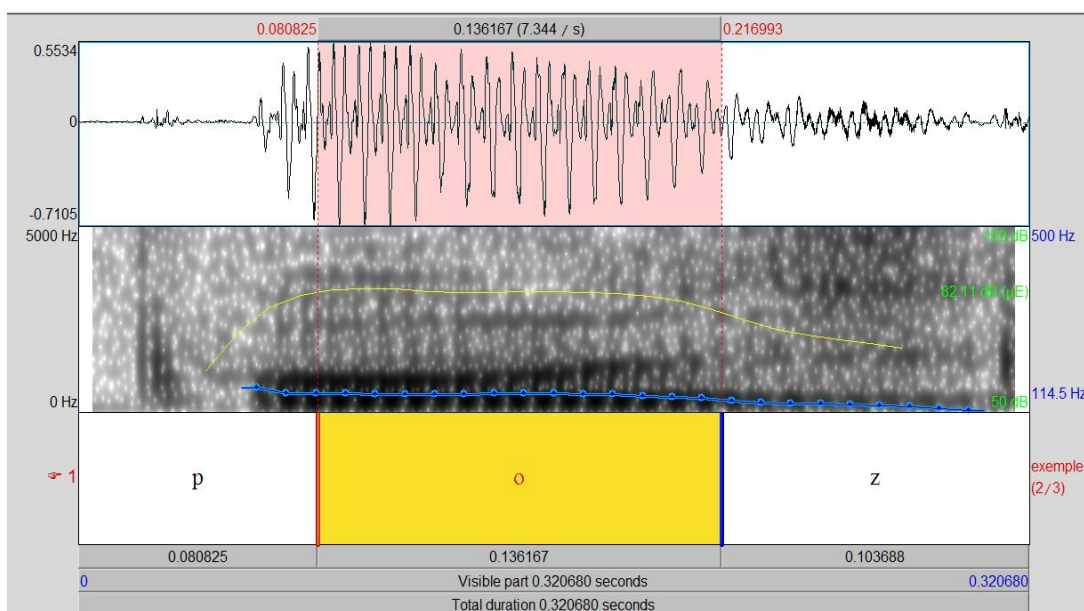 0.080825 0.136167 (7.344 / s) 0.216993
0.5534
0
-0.7105
5000 Hz 100 dB 500 Hz
82.11 dB (µE)
0 Hz 50 dB 114.5 Hz
1 p o z exemple
(2/3)
0.080825 0.136167 0.103688
0 Visible part 0.320680 seconds 0.320680
Total duration 0.320680 seconds